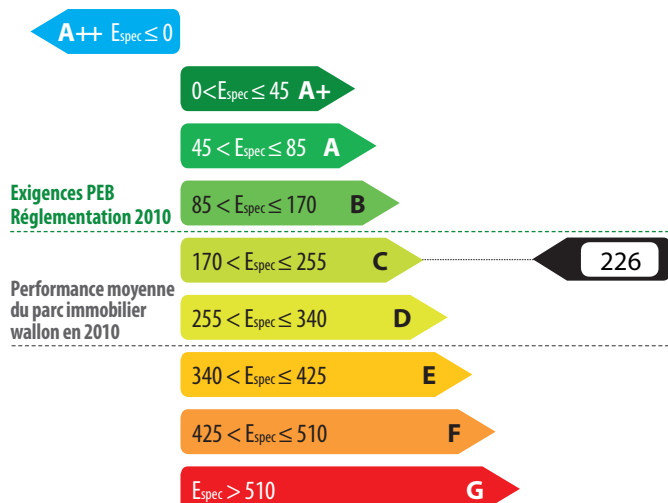 A++ Espec ≤ 0
0<Espec ≤ 45 A+
45 < Espec ≤ 85 A
Exigences PEB
Réglementation 2010
85 < Espec ≤ 170 B
170 < Espec ≤ 255 C
226
Performance moyenne
du parc immobilier
wallon en 2010
255 < Espec ≤ 340 D
340 < Espec ≤ 425 E
425 < Espec ≤ 510 F
Espec > 510 G